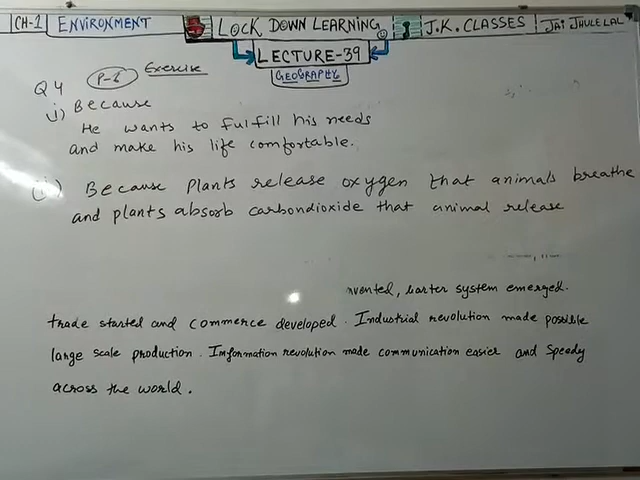 CH-1 ENVIRONMENT LOCK DOWN LEARNING J.K. CLASSES JAI JHULELAL
LECTURE-39
GEOGRAPHY
Q4 P-6 Exercise
i) Because
He wants to fulfill his needs
and make his life comfortable.
(ii) Because Plants release oxygen that animals breathe
and plants absorb carbondioxide that animal release
nvented, barter system emerged.
trade started and commerce developed. Industrial revolution made possible
large scale production. Imformation revolution made communication easier and speedy
across the world.